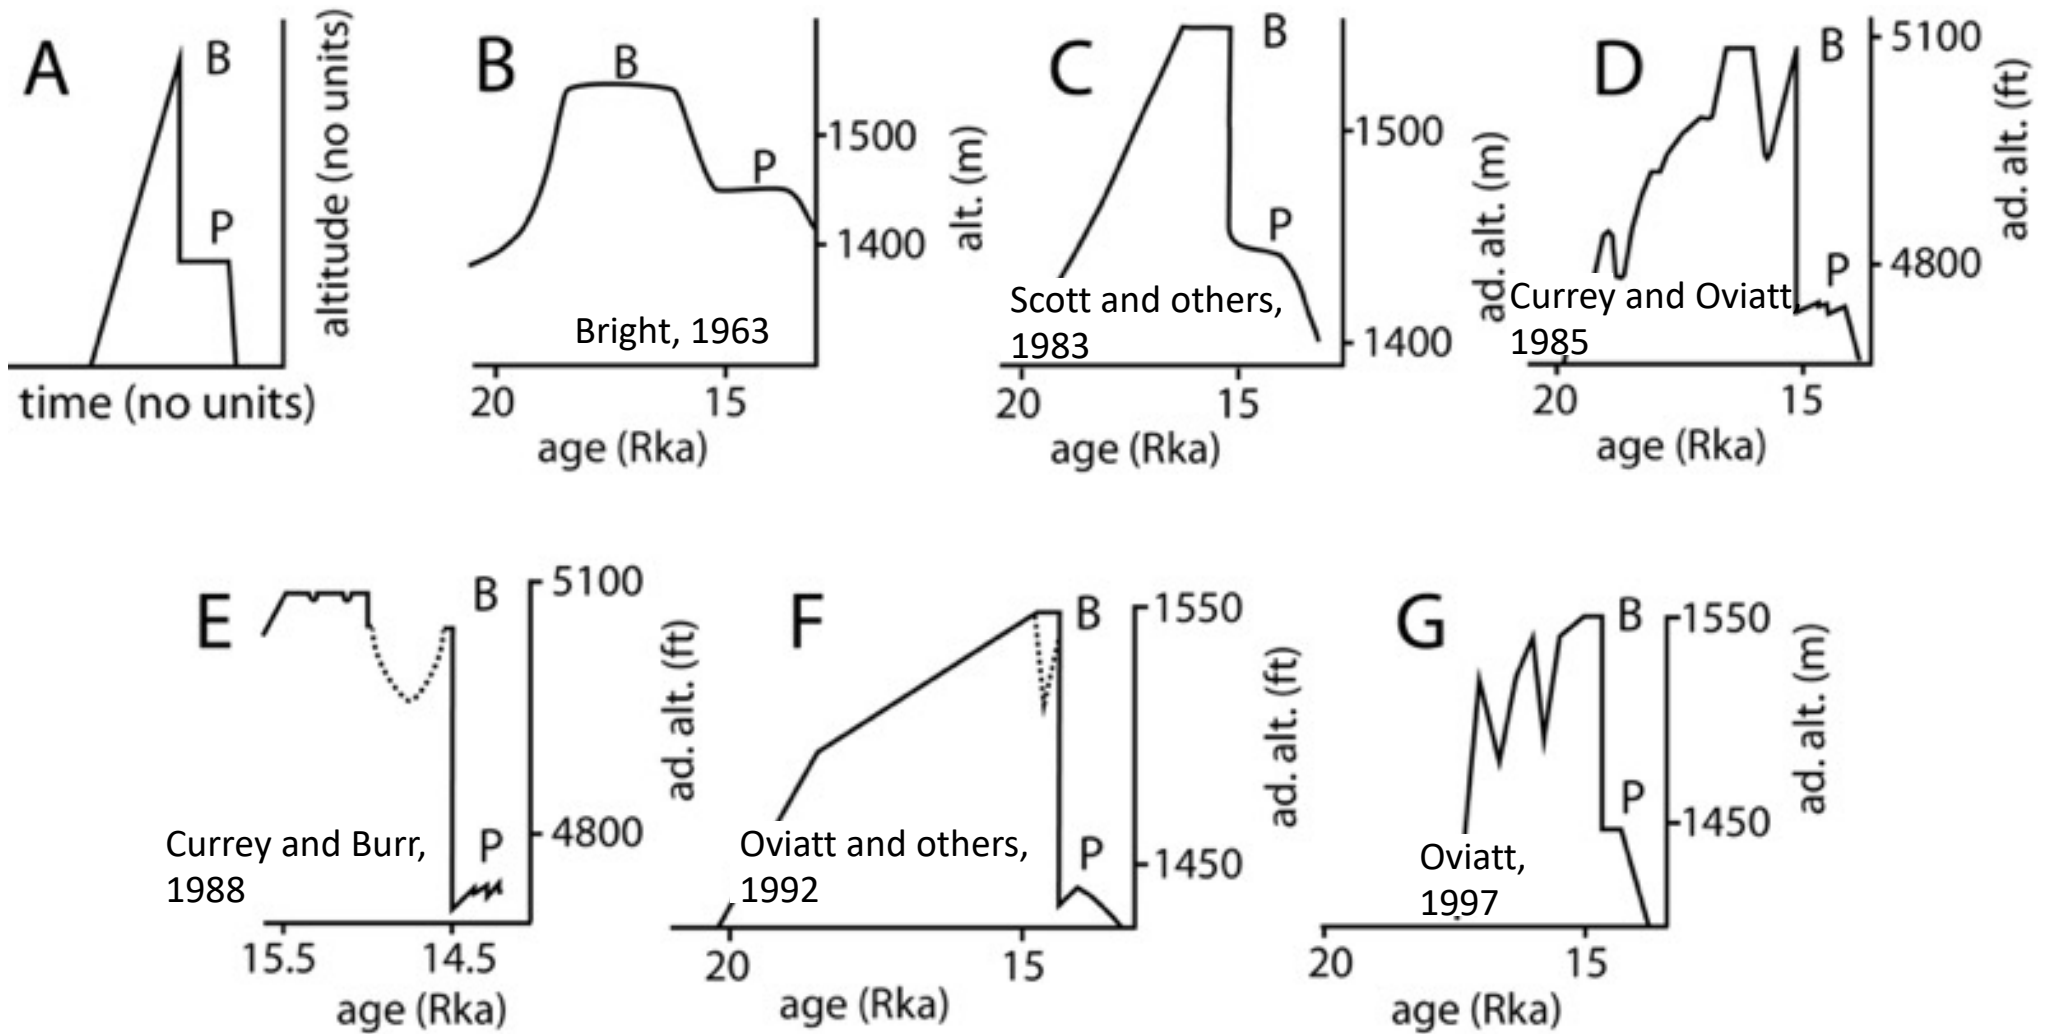 A
B
P
altitude (no units)
time (no units)
B
B
P
1500
1400
alt. (m)
Bright, 1963
20
15
age (Rka)
C
B
P
1500
1400
ad. alt. (m)
Scott and others,
1983
20
15
age (Rka)
D
B
P
5100
4800
ad. alt. (ft)
Currey and Oviatt,
1985
20
15
age (Rka)
E
B
P
5100
4800
ad. alt. (ft)
Currey and Burr,
1988
15.5
14.5
age (Rka)
F
B
P
1550
1450
ad. alt. (ft)
Oviatt and others,
1992
20
15
age (Rka)
G
B
P
1550
1450
ad. alt. (m)
Oviatt,
1997
20
15
age (Rka)